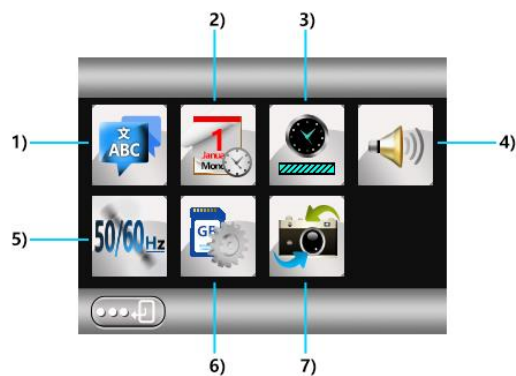 2)
3)
1)
文
ABC
1
January
Monday
4)
5)
50/60Hz
GB
6)
7)